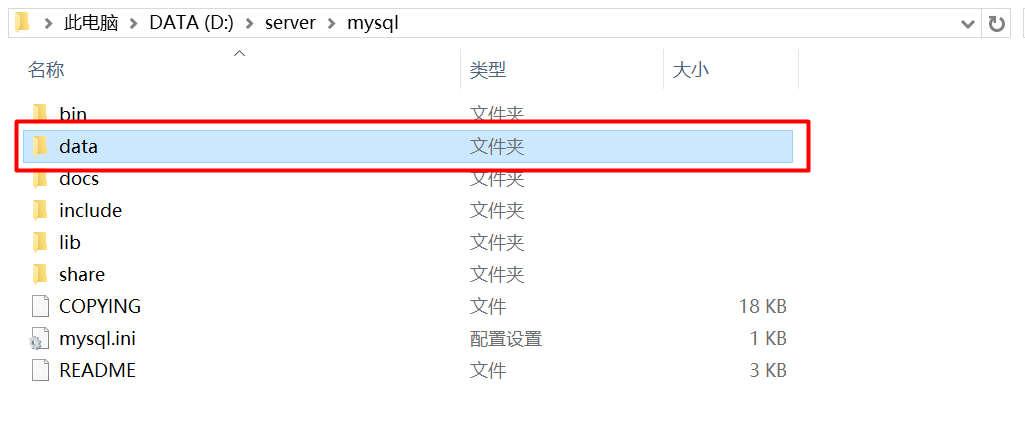 此电脑 DATA (D:) server mysql
名称 类型 大小
bin 文件夹
data 文件夹
docs 文件夹
include 文件夹
lib 文件夹
share 文件夹
COPYING 文件 18 KB
mysql.ini 配置设置 1 KB
README 文件 3 KB